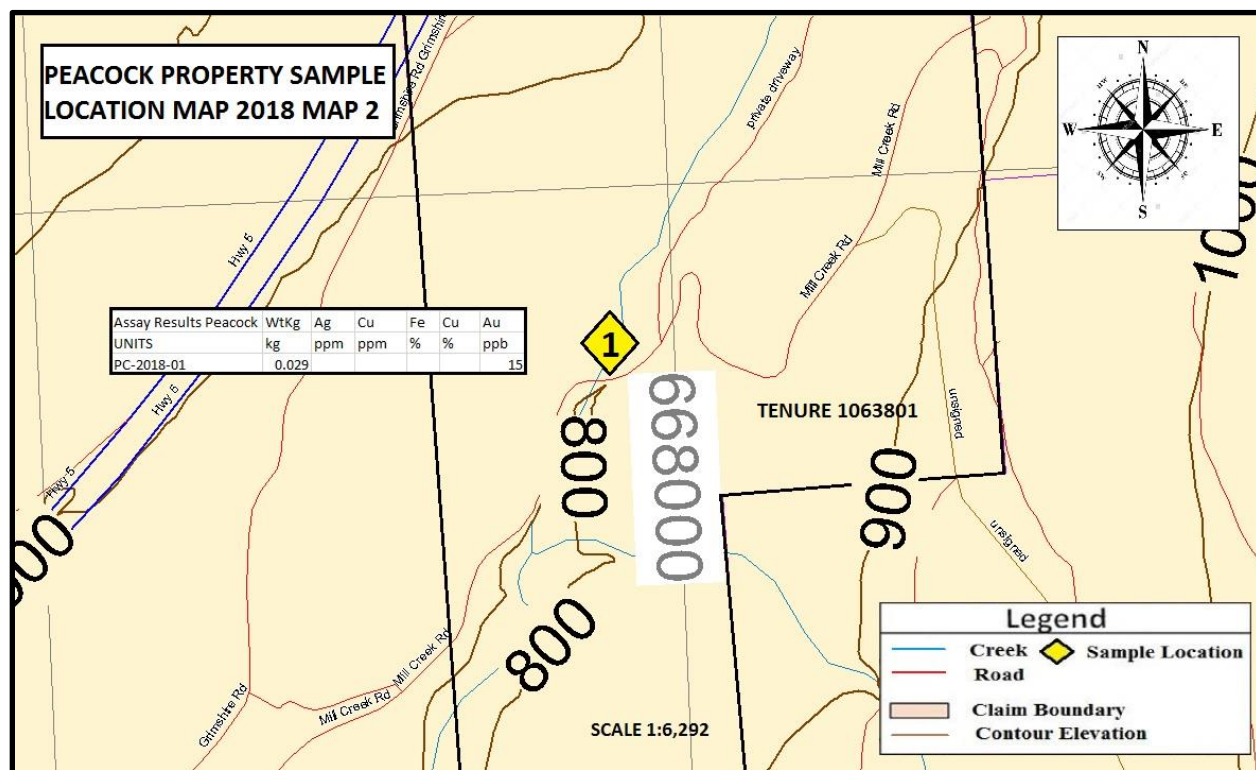 PEACOCK PROPERTY SAMPLE
LOCATION MAP 2018 MAP 2
Grimshire
private driveway
Mill Creek Rd
Mill Creek Rd
Hwy 5
Hwy 5
Hwy 5
N
W
E
S
1000
Assay Results Peacock WtKg Ag Cu Fe Cu Au
UNITS kg ppm ppm % % ppb
PC-2018-01 0.029 15
1
TENURE 1063801
800
668000
900
unsigned
unsigned
800
Mill Creek Rd
Mill Creek Rd
Grimshire Rd
SCALE 1:6,292
Legend
Creek
Sample Location
Road
Claim Boundary
Contour Elevation